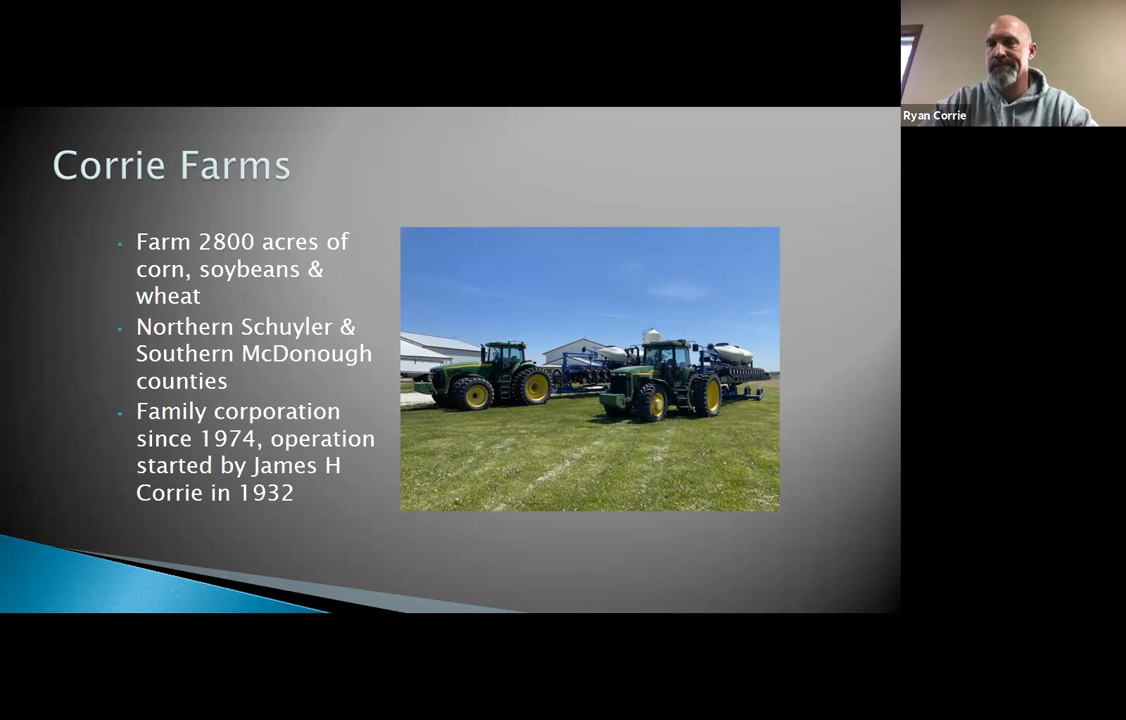 Ryan Corrie
Corrie Farms
• Farm 2800 acres of
corn, soybeans &
wheat
• Northern Schuyler &
Southern McDonough
counties
• Family corporation
since 1974, operation
started by James H
Corrie in 1932